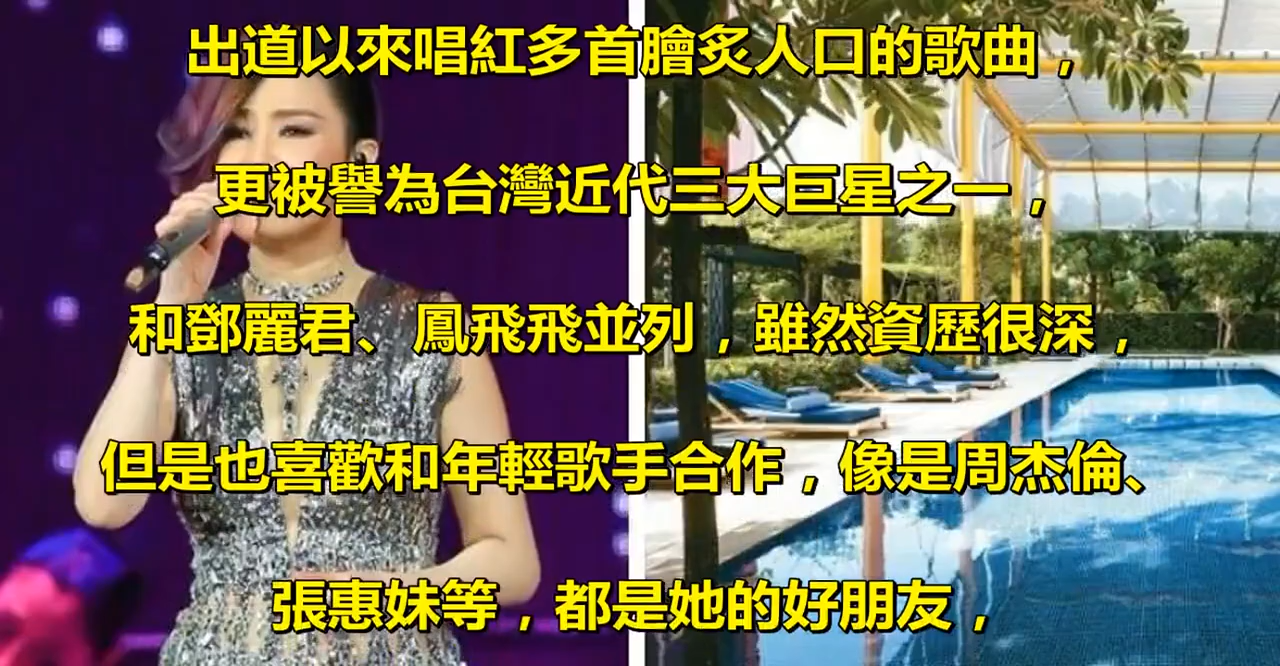 出道以來唱紅多首膾炙人口的歌曲，
更被譽為台灣近代三大巨星之一，
和鄧麗君、鳳飛飛並列，雖然資歷很深，
但是也喜歡和年輕歌手合作，像是周杰倫、
張惠妹等，都是她的好朋友，